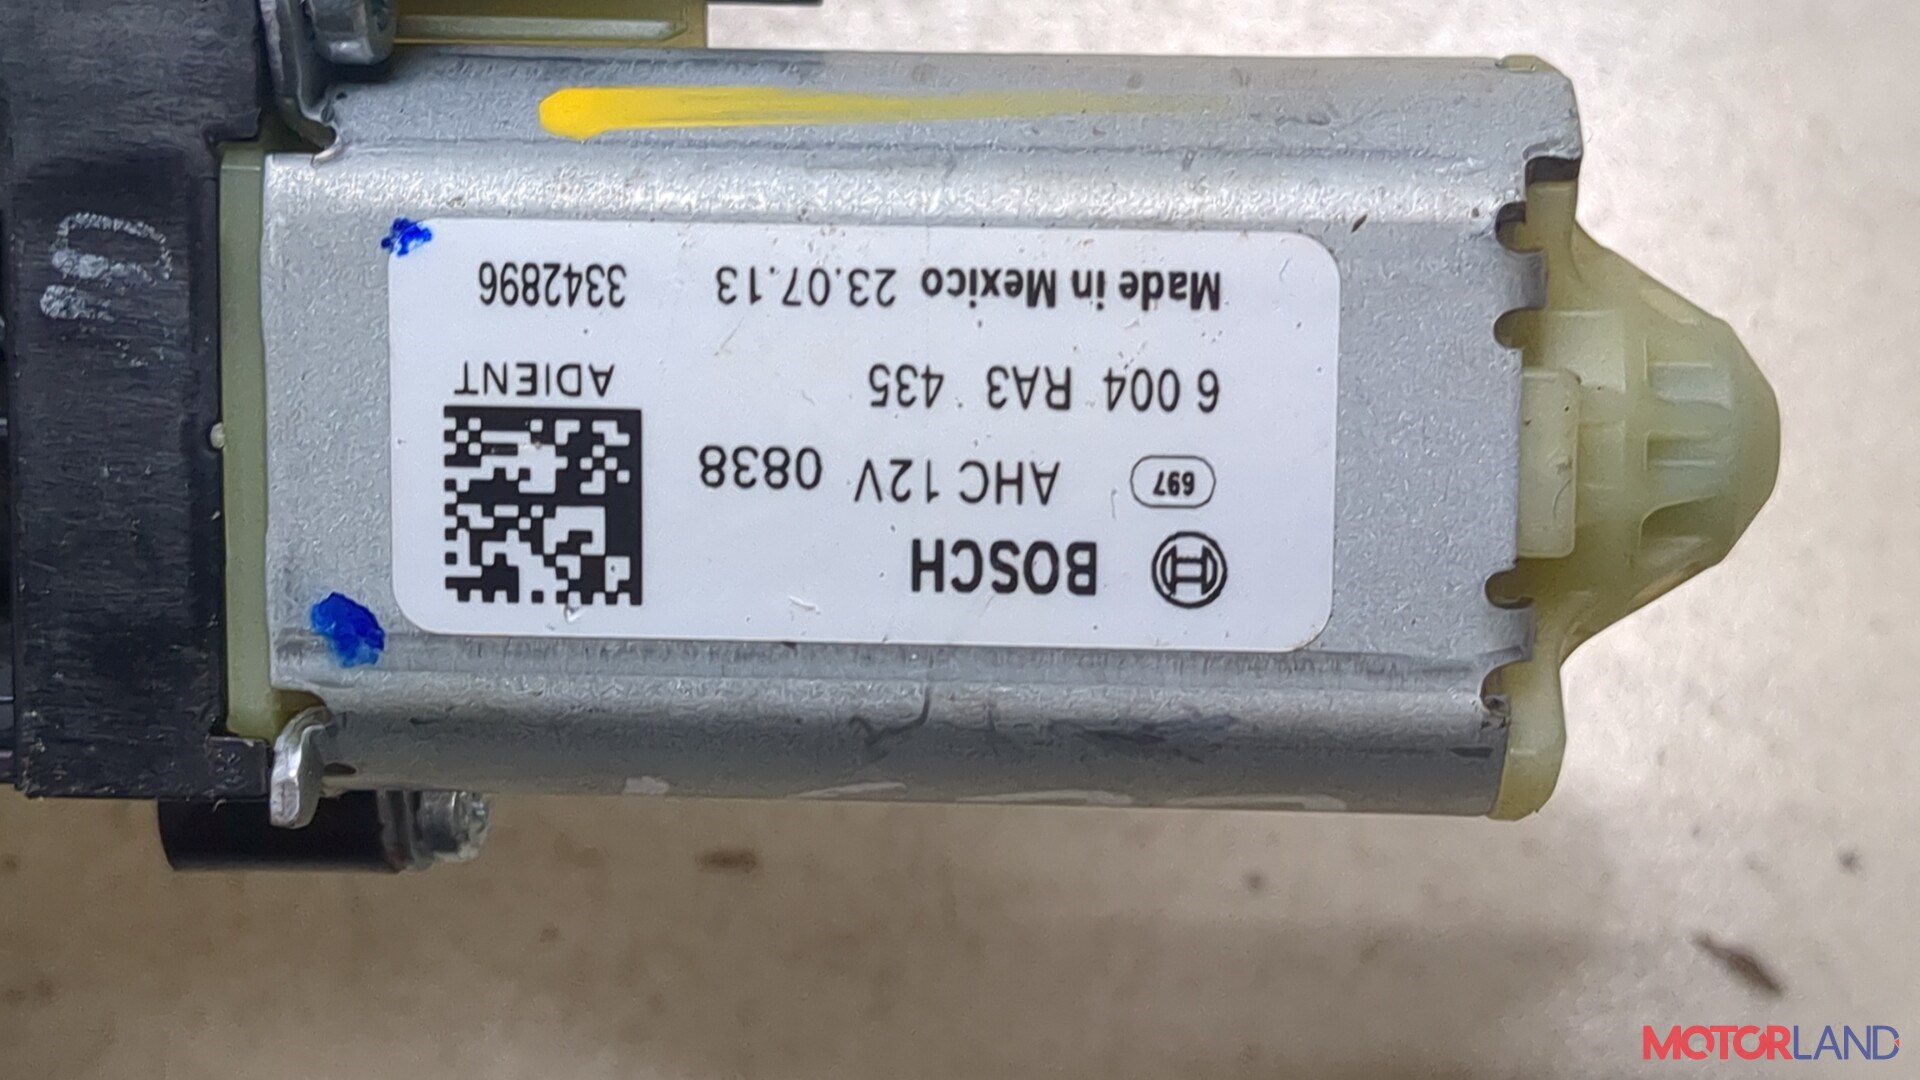 BOSCH
697 AHC 12V 0838
6 004 RA3 435
ADIENT
Made in Mexico 23.07.13
3342896
MOTORLAND